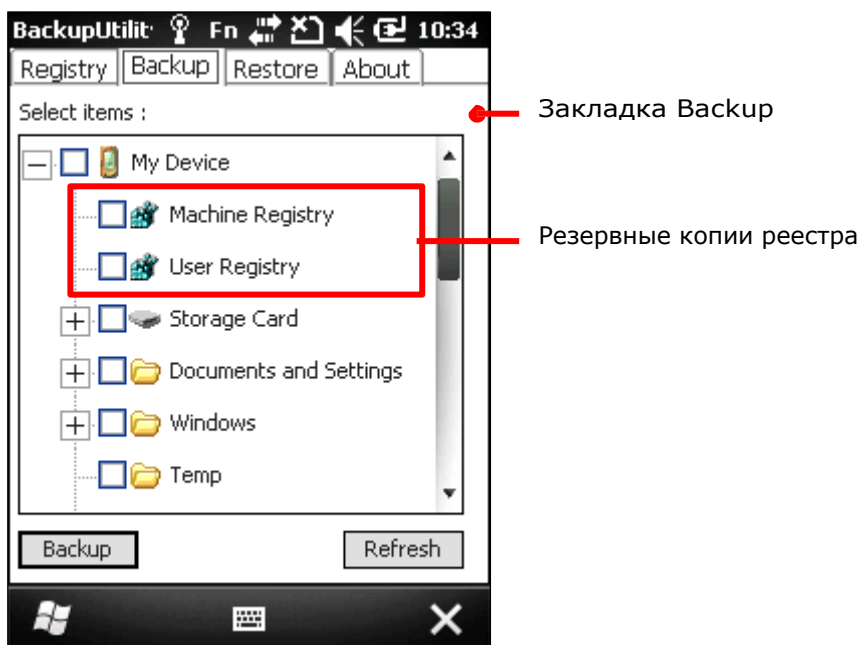 BackupUtilit Fn 10:34
Registry Backup Restore About
Select items :
Закладка Backup
My Device
Machine Registry
Резервные копии реестра
User Registry
Storage Card
Documents and Settings
Windows
Temp
Backup Refresh